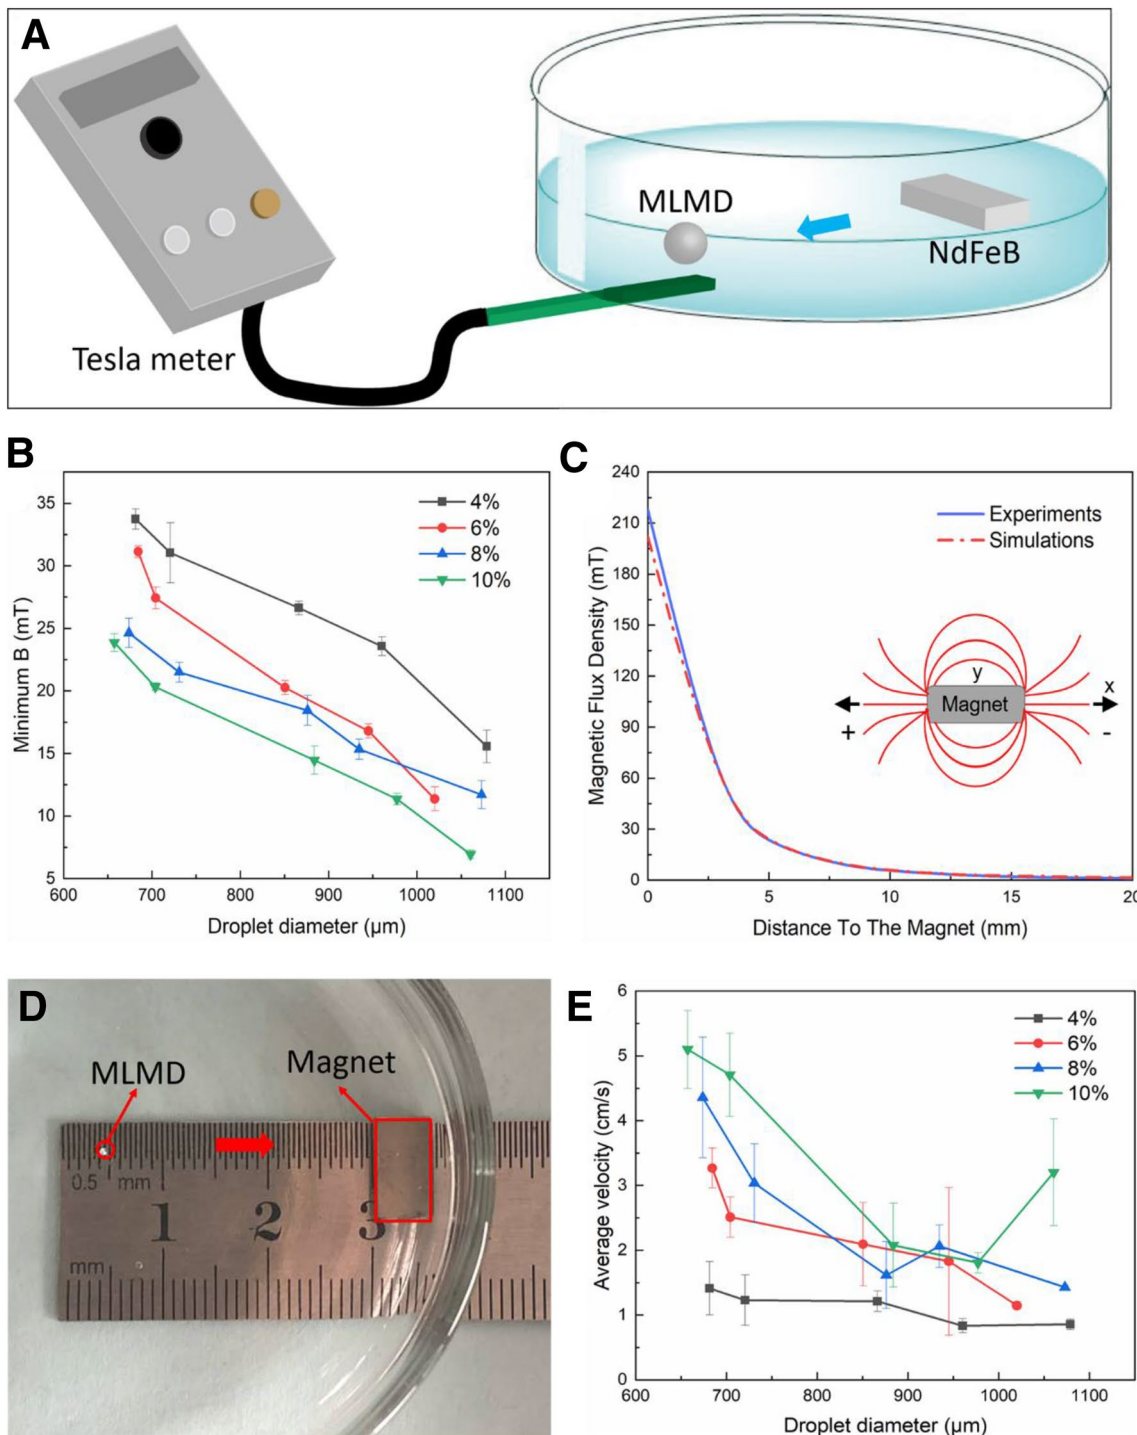 A
MLMD
NdFeB
Tesla meter
B
35
30
25
20
15
10
5
600
700
800
900
1000
1100
Minimum B (mT)
Droplet diameter (μm)
4%
6%
8%
10%
C
240
210
180
150
120
90
60
30
0
0
5
10
15
20
Magnetic Flux Density (mT)
Distance To The Magnet (mm)
Experiments
Simulations
y
Magnet
x
+
-
D
MLMD
Magnet
0.5 mm
1
2
3
mm
E
6
5
4
3
2
1
0
600
700
800
900
1000
1100
Average velocity (cm/s)
Droplet diameter (μm)
4%
6%
8%
10%